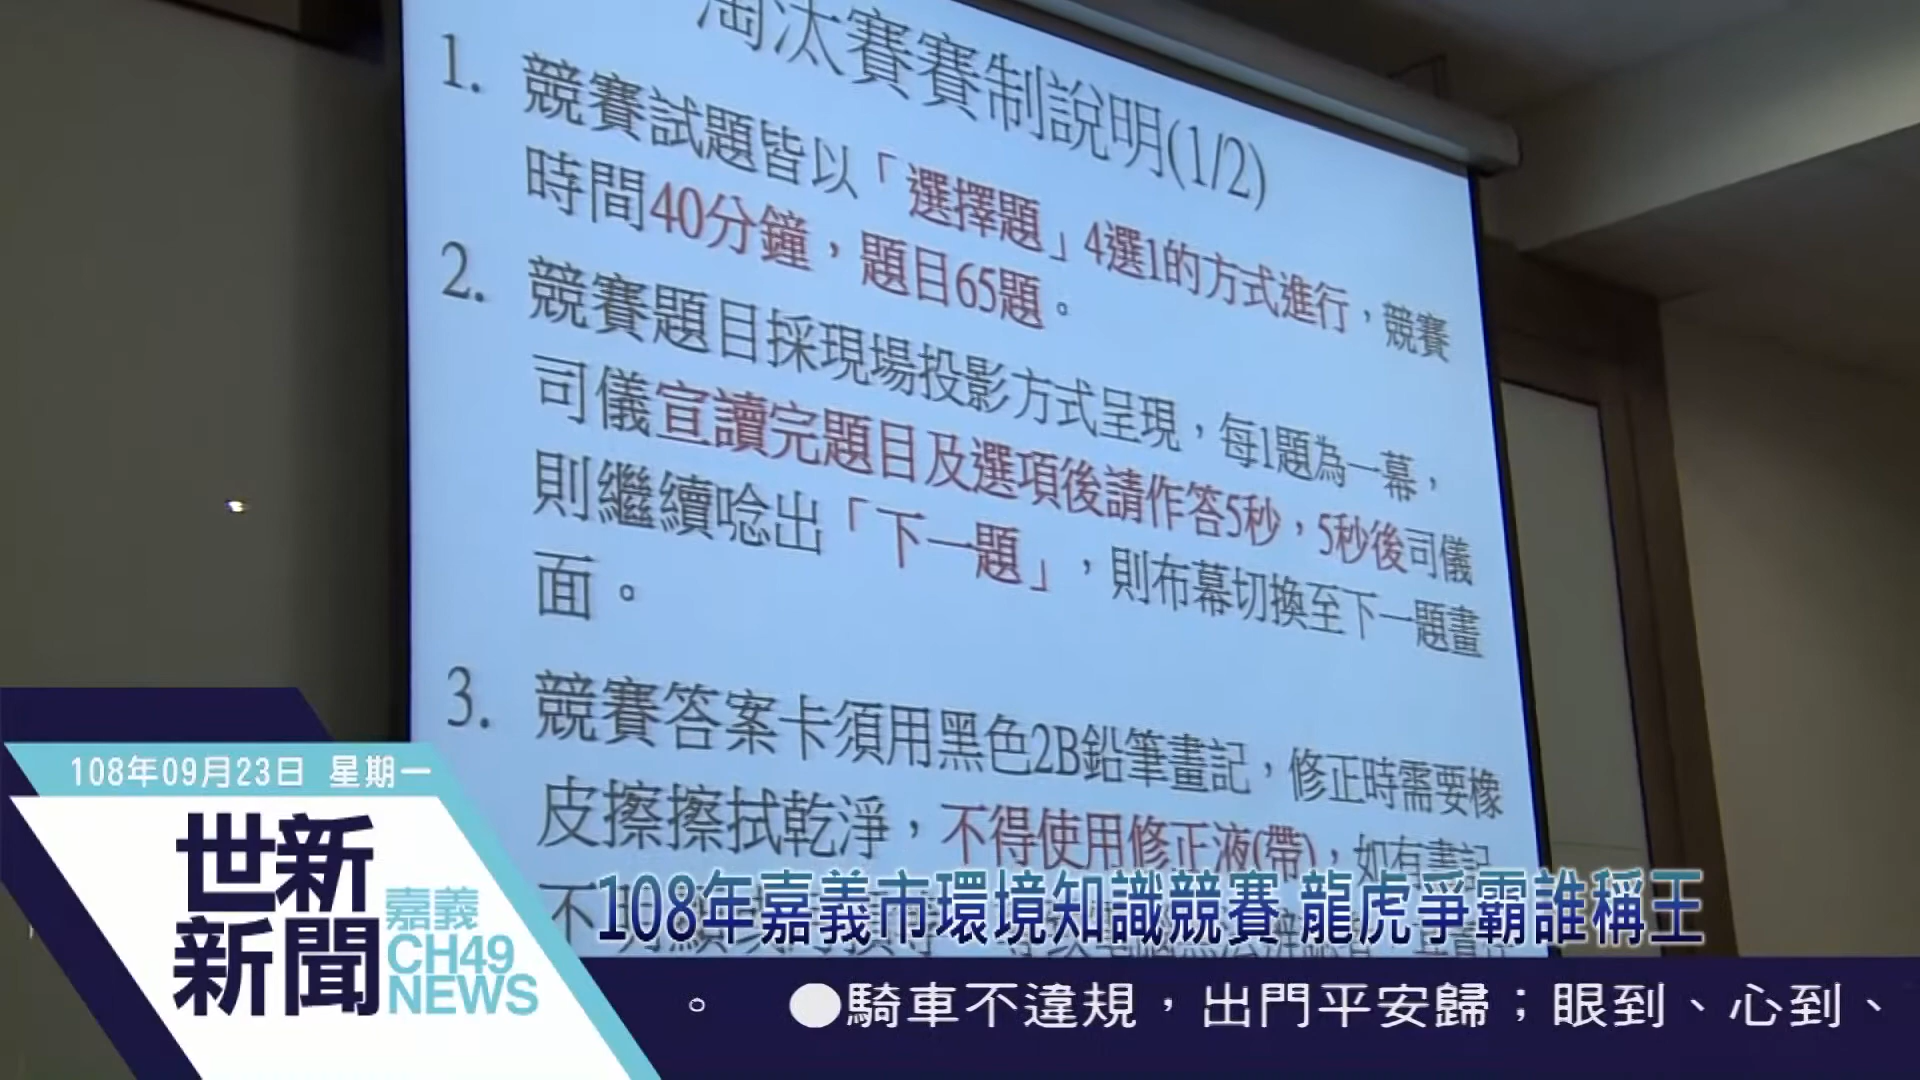 淘汰賽賽制說明(1/2)
1. 競賽試題皆以「選擇題」4選1的方式進行，競賽
時間40分鐘，題目65題。
2. 競賽題目採現場投影方式呈現，每1題為一幕，
司儀宣讀完題目及選項後請作答5秒，5秒後司儀
則繼續唸出「下一題」，則布幕切換至下一題畫
面。
3. 競賽答案卡須用黑色2B鉛筆畫記，修正時需要橡
皮擦擦拭乾淨，不得使用修正液(帶)，如有畫記
108年09月23日 星期一
世新
新聞
嘉義
CH49
NEWS
108年嘉義市環境知識競賽 龍虎爭霸誰稱王
。 ●騎車不違規，出門平安歸；眼到、心到、